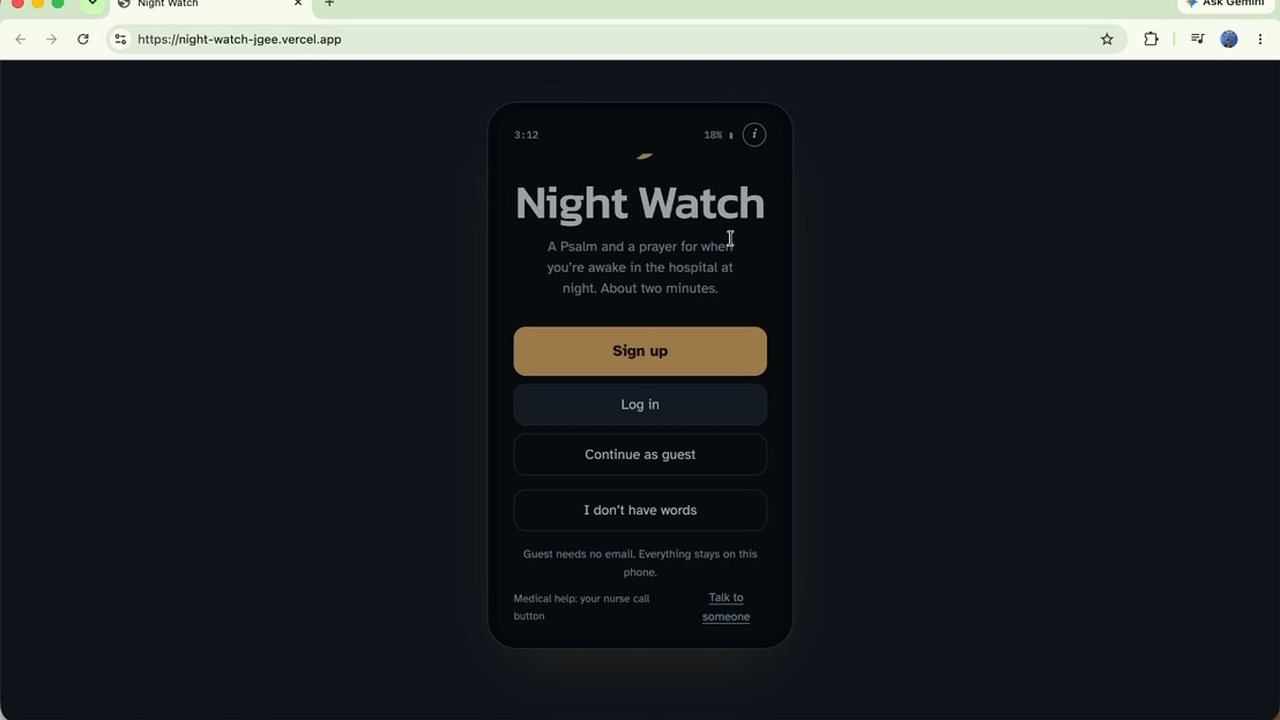 Night Watch
Ask Gemini
https://night-watch-jgee.vercel.app
3:12
18%
i
Night Watch
A Psalm and a prayer for when
you're awake in the hospital at
night. About two minutes.
Sign up
Log in
Continue as guest
I don't have words
Guest needs no email. Everything stays on this
phone.
Medical help: your nurse call
button
Talk to
someone